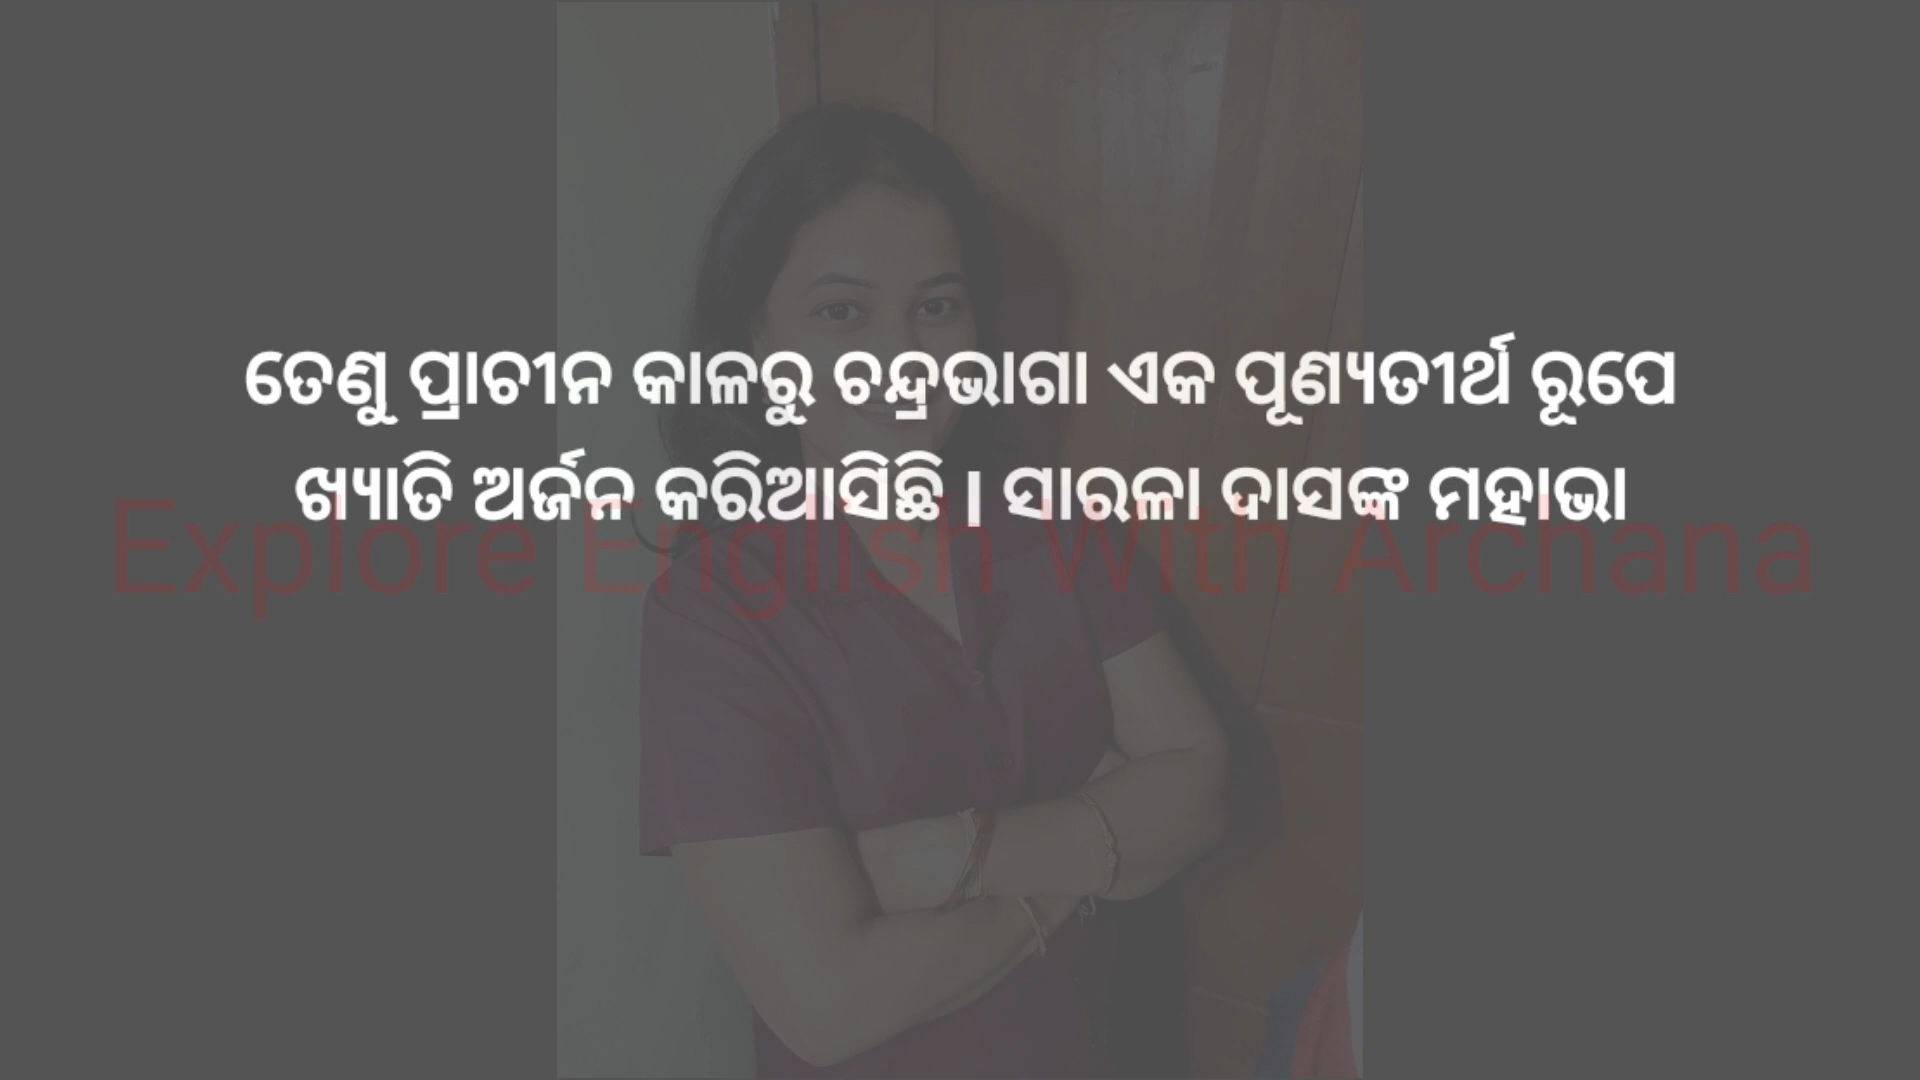 ତେଣୁ ପ୍ରାଚୀନ କାଳରୁ ଚନ୍ଦ୍ରଭାଗା ଏକ ପୂଣ୍ୟତୀର୍ଥ ରୂପେ
ଖ୍ୟାତି ଅର୍ଜନ କରିଆସିଛି | ସାରଳା ଦାସଙ୍କ ମହାଭା
Explore English With Archana